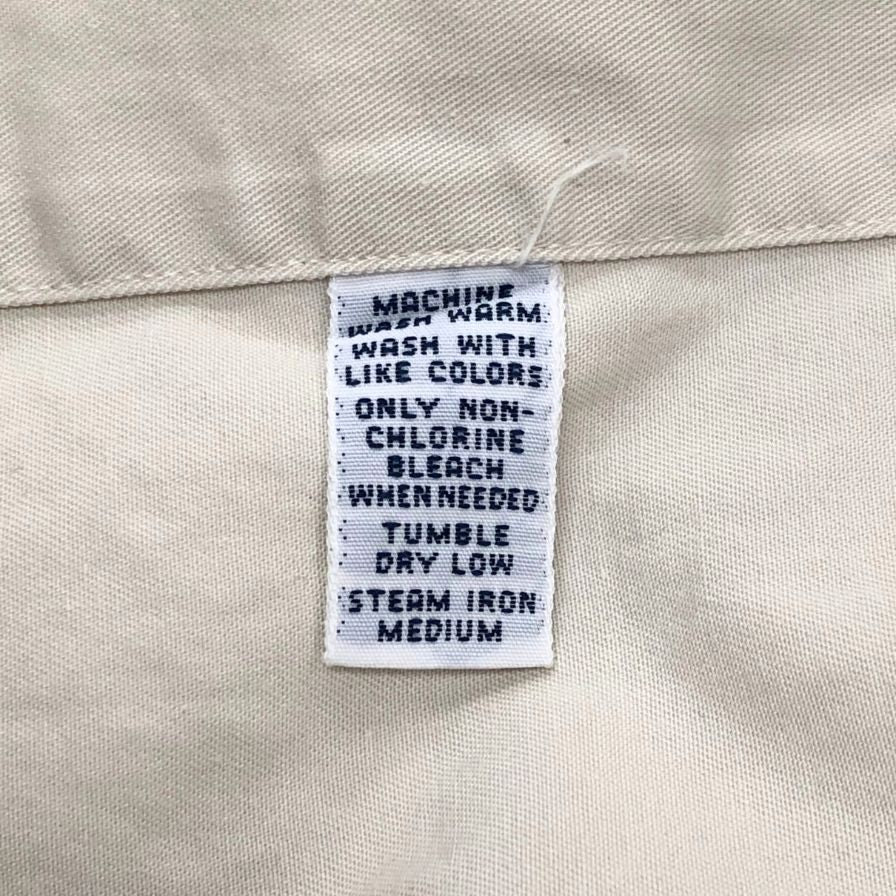 MACHINE
WASH WARM
WASH WITH
LIKE COLORS
ONLY NON-
CHLORINE
BLEACH
WHEN NEEDED
TUMBLE
DRY LOW
STEAM IRON
MEDIUM